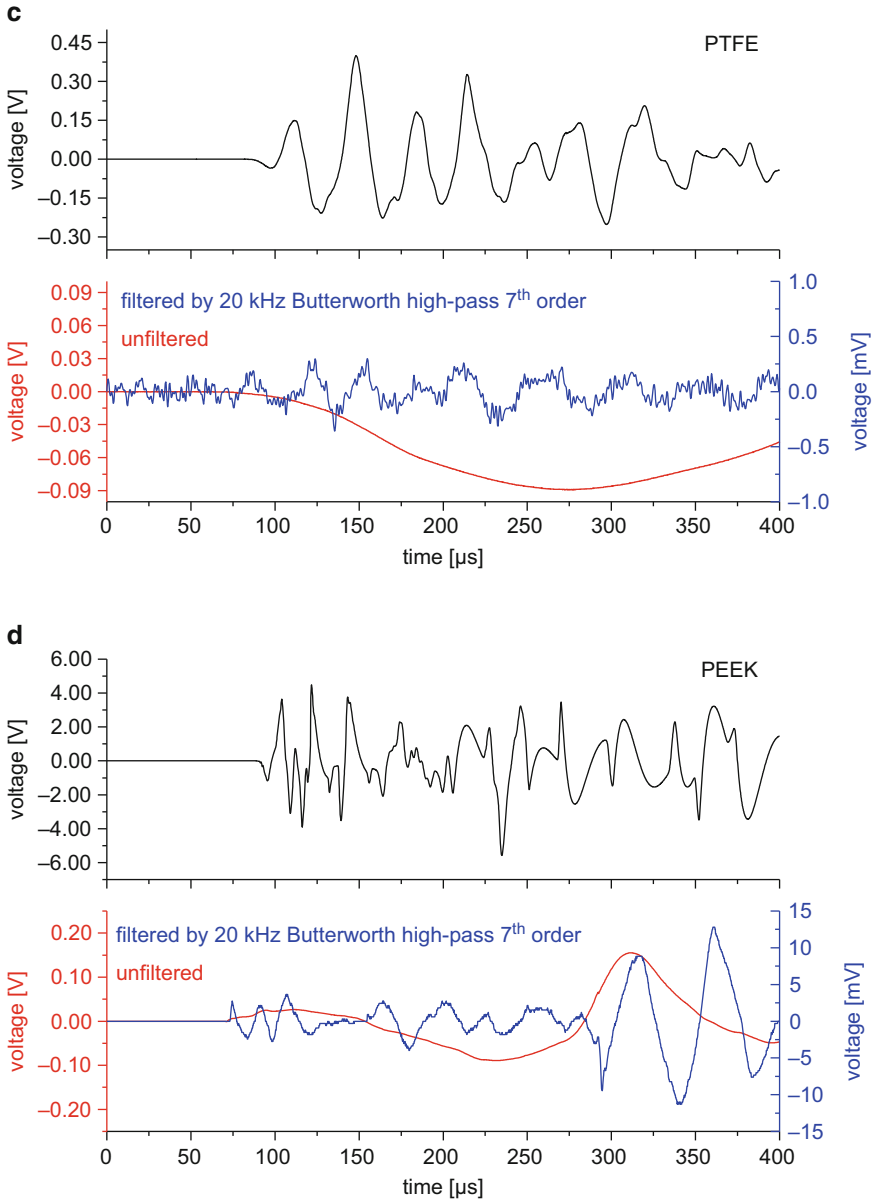 c
PTFE
voltage [V]
0.45
0.30
0.15
0.00
–0.15
–0.30
filtered by 20 kHz Butterworth high-pass 7th order
unfiltered
voltage [V]
0.09
0.06
0.03
0.00
–0.03
–0.06
–0.09
1.0
0.5
0.0
–0.5
–1.0
voltage [mV]
0 50 100 150 200 250 300 350 400
time [µs]
d
PEEK
voltage [V]
6.00
4.00
2.00
0.00
–2.00
–4.00
–6.00
filtered by 20 kHz Butterworth high-pass 7th order
unfiltered
voltage [V]
0.20
0.10
0.00
–0.10
–0.20
15
10
5
0
–5
–10
–15
voltage [mV]
0 50 100 150 200 250 300 350 400
time [µs]